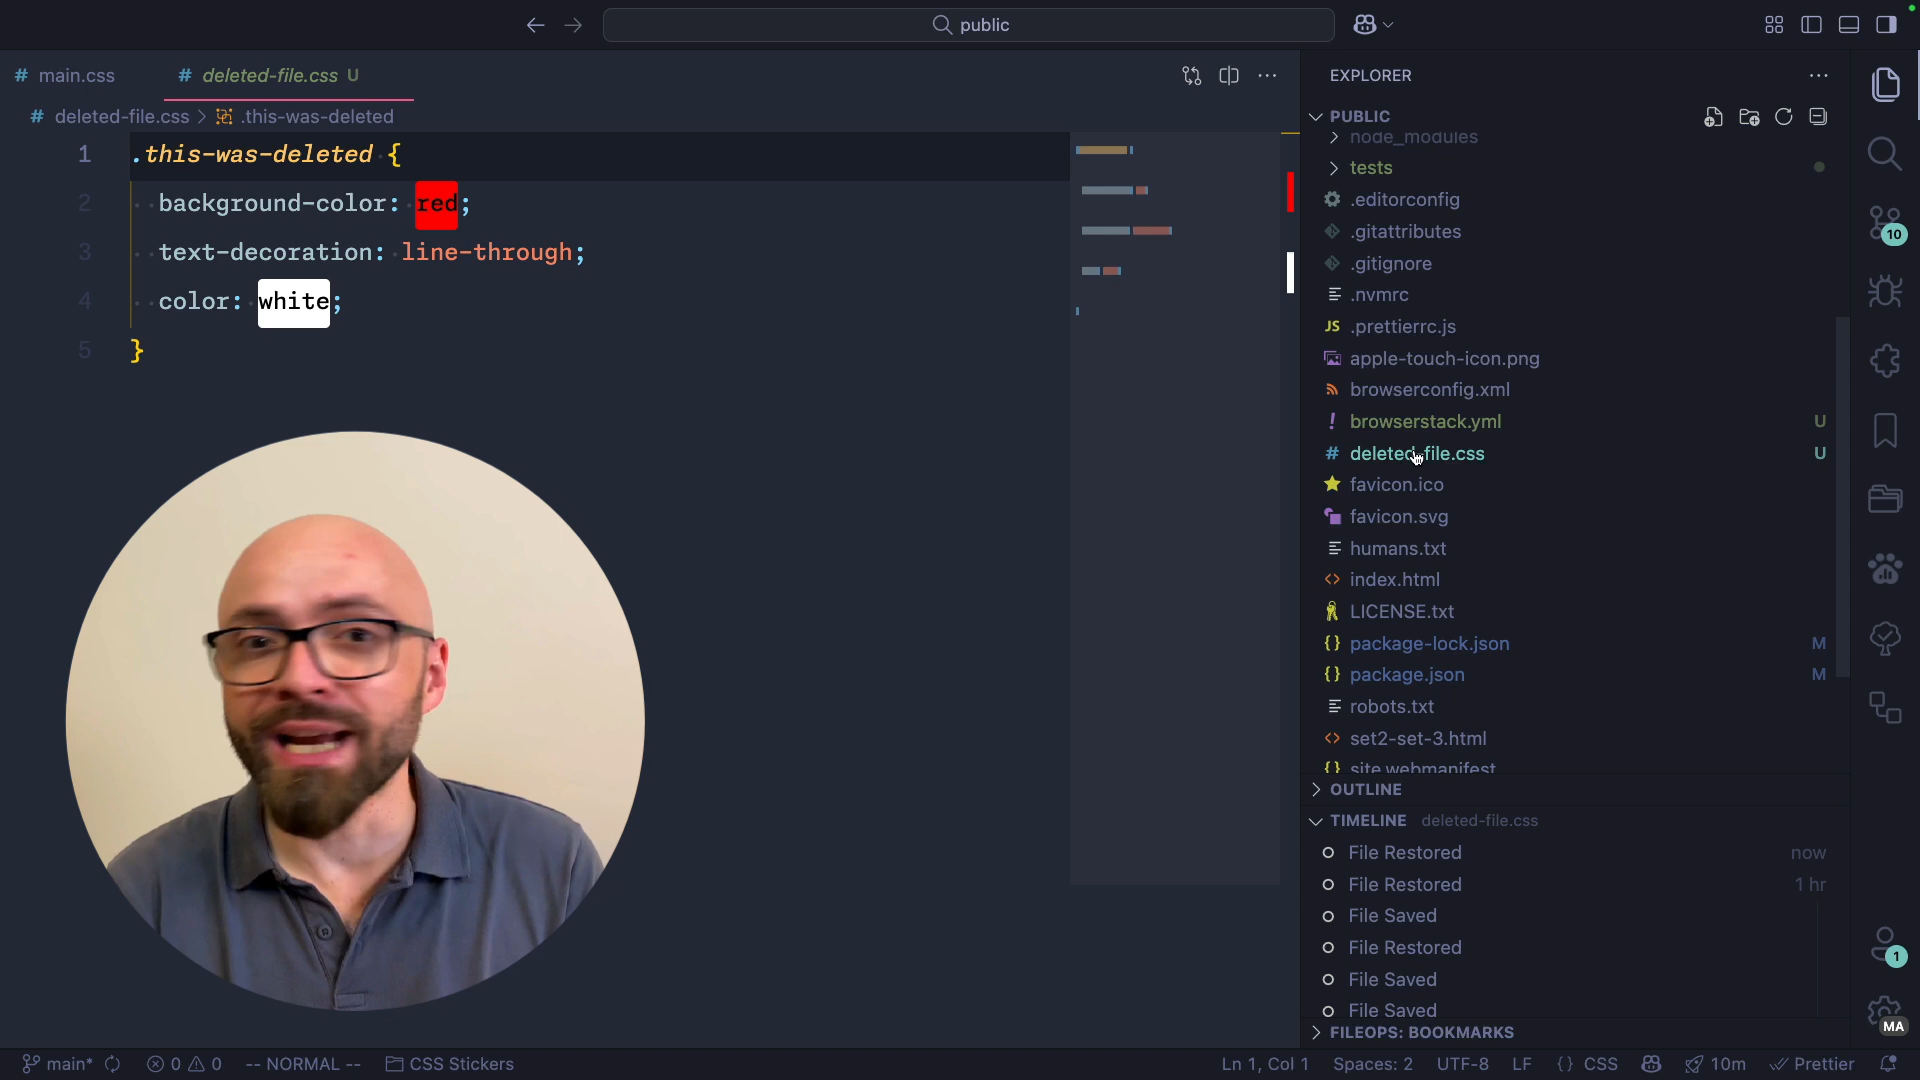 public
# main.css
# deleted-file.css U
# deleted-file.css > .this-was-deleted
1 .this-was-deleted {
2 background-color: red;
3 text-decoration: line-through;
4 color: white;
5 }
EXPLORER
PUBLIC
node_modules
tests
.editorconfig
.gitattributes
.gitignore
.nvmrc
JS .prettierrc.js
apple-touch-icon.png
browserconfig.xml
! browserstack.yml U
# deleted-file.css U
favicon.ico
favicon.svg
humans.txt
<> index.html
LICENSE.txt
{} package-lock.json M
{} package.json M
robots.txt
<> set2-set-3.html
{} site.webmanifest
OUTLINE
TIMELINE deleted-file.css
File Restored now
File Restored 1 hr
File Saved
File Restored
File Saved
File Saved
FILEOPS: BOOKMARKS
10
1
MA
main* 0 0 -- NORMAL -- CSS Stickers
Ln 1, Col 1 Spaces: 2 UTF-8 LF {} CSS 10m Prettier